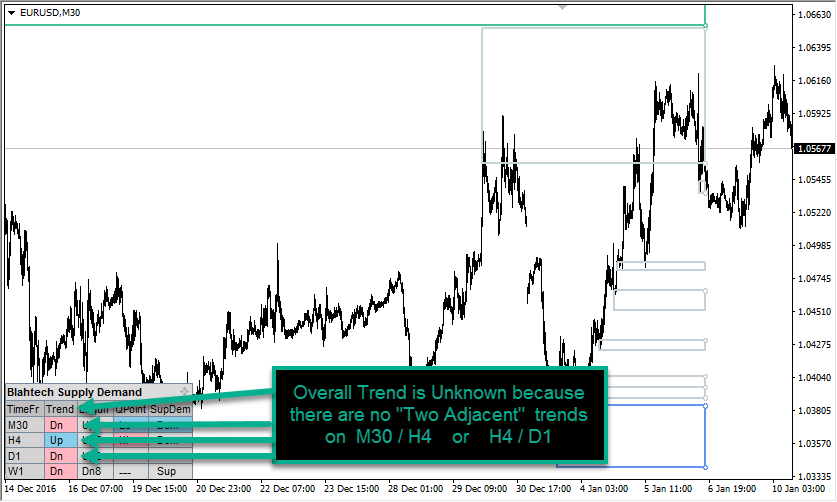 EURUSD,M30
1.06630
1.06395
1.06160
1.05925
1.05677
1.05455
1.05220
1.04985
1.04745
1.04510
1.04275
1.04040
1.03805
1.03570
1.03335
Blahtech Supply Demand
TimeFr Trend QPoint SupDem
M30 Dn
H4 Up
D1 Dn
W1 Dn Dn8 --- Sup
Overall Trend is Unknown because
there are no "Two Adjacent" trends
on M30 / H4 or H4 / D1
14 Dec 2016 16 Dec 07:00 19 Dec 15:00 20 Dec 23:00 22 Dec 07:00 23 Dec 15:00 28 Dec 01:00 29 Dec 09:00 30 Dec 17:00 4 Jan 03:00 5 Jan 11:00 6 Jan 19:00 10 Jan 03:00